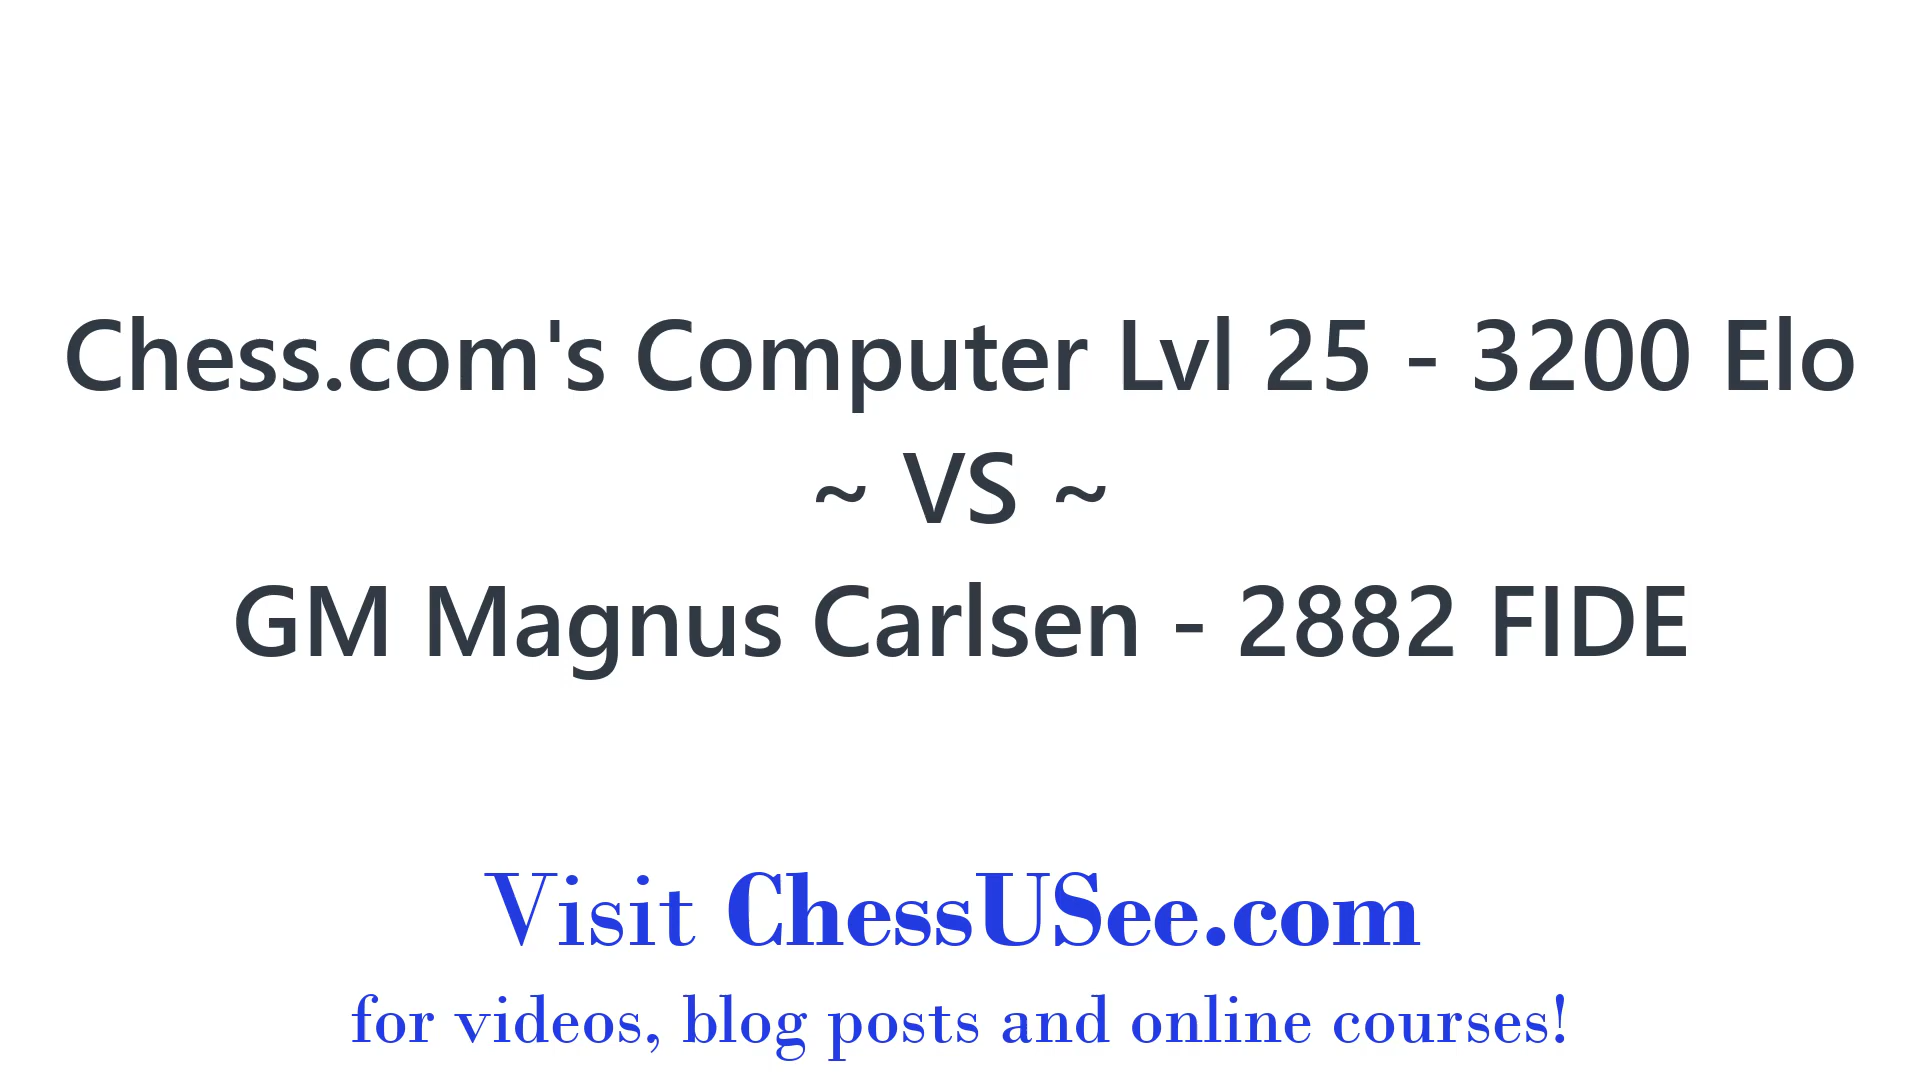 Chess.com's Computer Lvl 25 - 3200 Elo
~ VS ~
GM Magnus Carlsen - 2882 FIDE
Visit ChessUSee.com
for videos, blog posts and online courses!